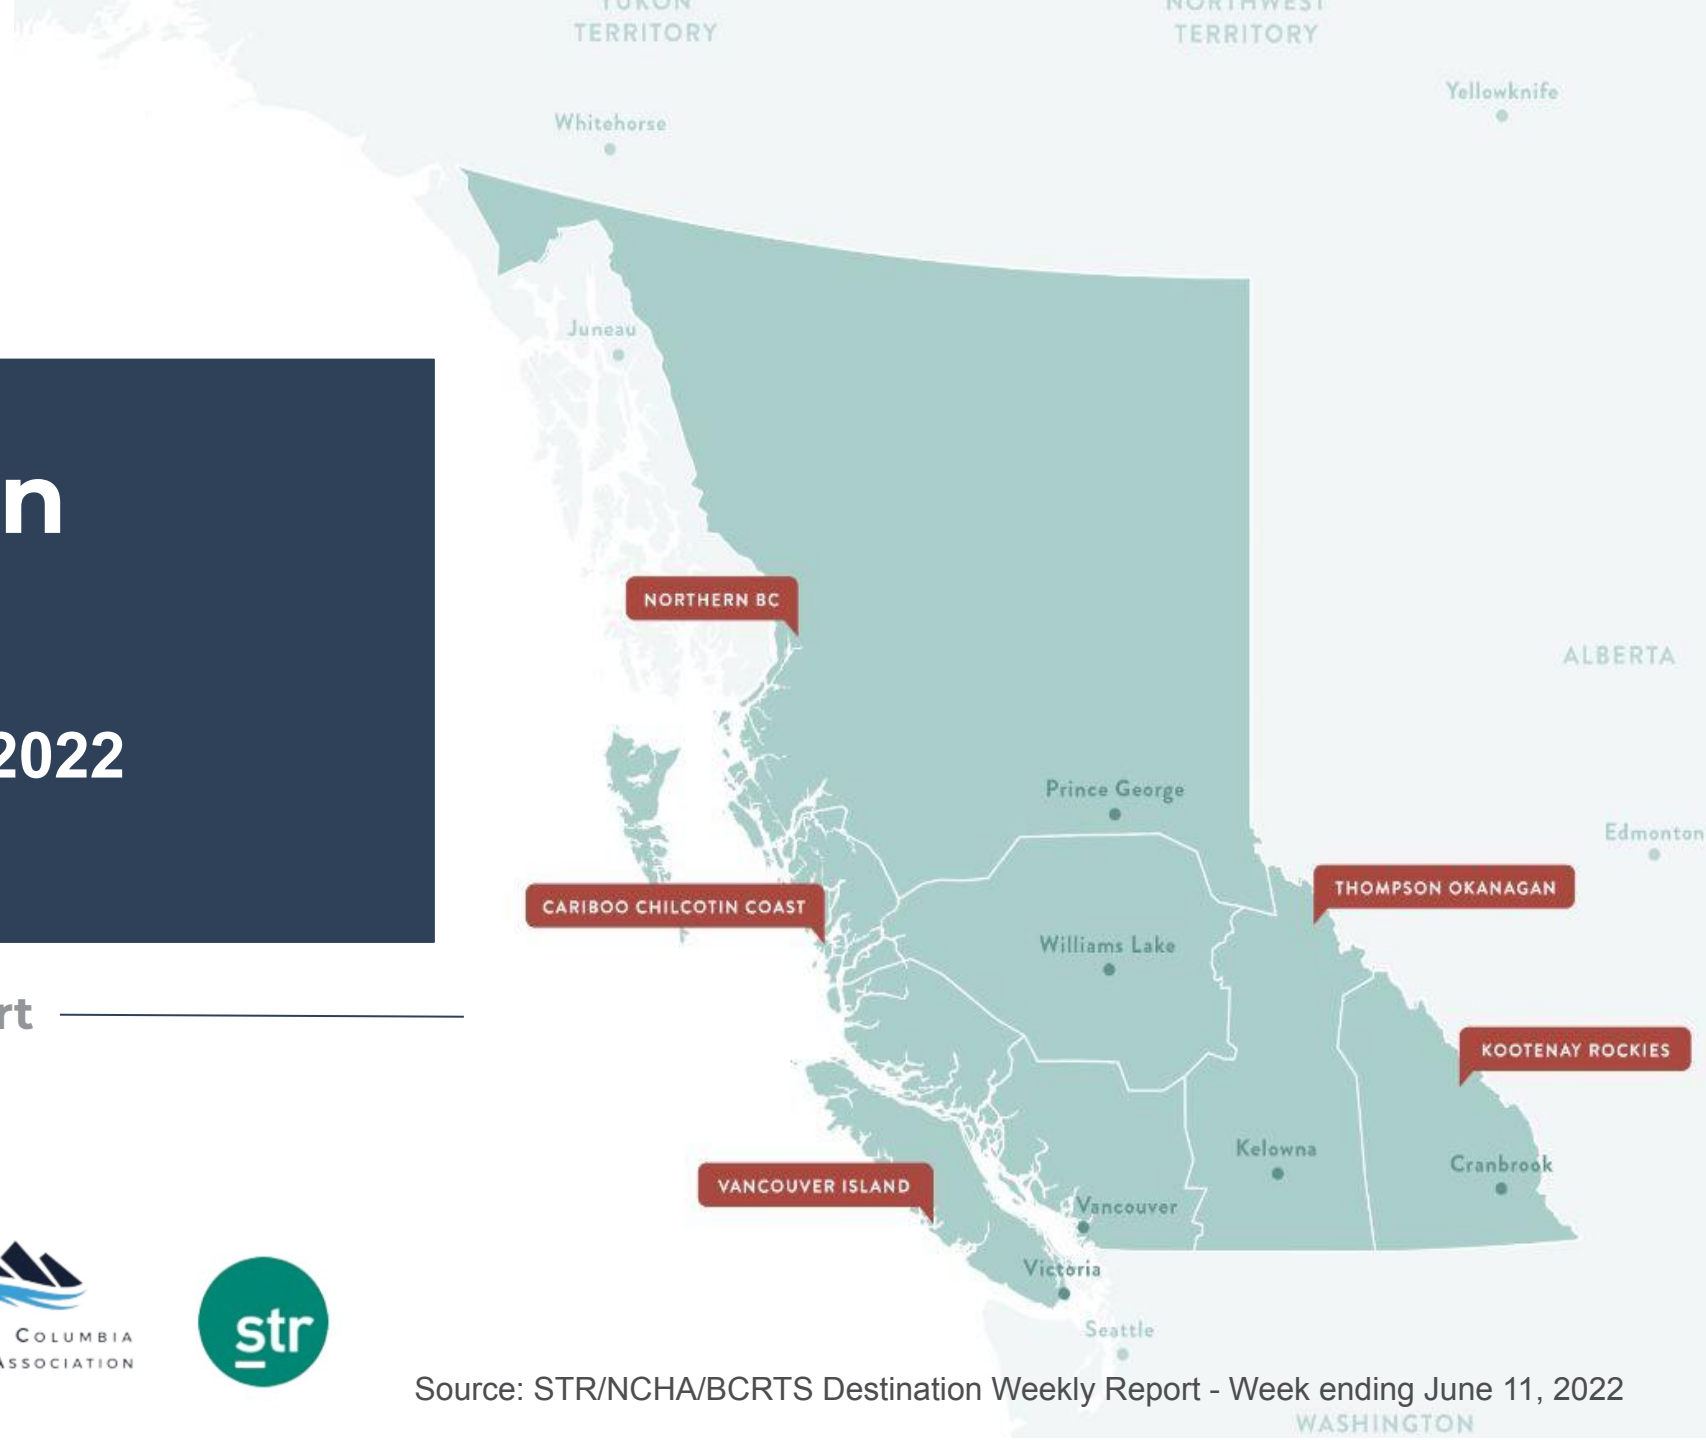 YUKON
TERRITORY
NORTHWEST
TERRITORY
Yellowknife
Whitehorse
Juneau
n
2022
NORTHERN BC
ALBERTA
Prince George
Edmonton
THOMPSON OKANAGAN
CARIBOO CHILCOTIN COAST
Williams Lake
rt
KOOTENAY ROCKIES
Kelowna
Cranbrook
VANCOUVER ISLAND
Vancouver
Victoria
Seattle
COLUMBIA
ASSOCIATION
str
Source: STR/NCHA/BCRTS Destination Weekly Report - Week ending June 11, 2022
WASHINGTON